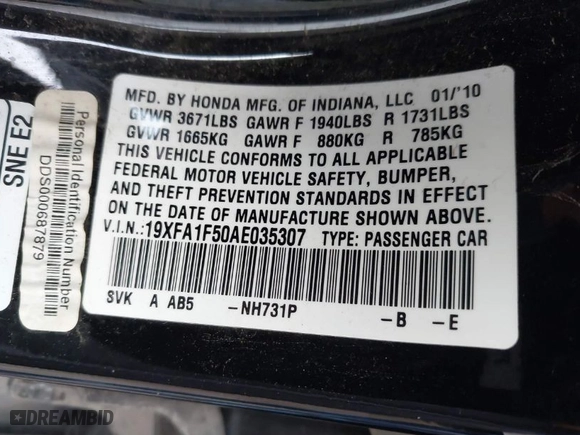 MFD. BY HONDA MFG. OF INDIANA, LLC 01/'10
GVWR 3671LBS GAWR F 1940LBS R 1731LBS
GVWR 1665KG GAWR F 880KG R 785KG
THIS VEHICLE CONFORMS TO ALL APPLICABLE
FEDERAL MOTOR VEHICLE SAFETY, BUMPER,
AND THEFT PREVENTION STANDARDS IN EFFECT
ON THE DATE OF MANUFACTURE SHOWN ABOVE.
V.I.N.: 19XFA1F50AE035307 TYPE: PASSENGER CAR
SVK A AB5 -NH731P -B -E
Personal Identification Number
DDS000687879
SNE E2
DREAMBID